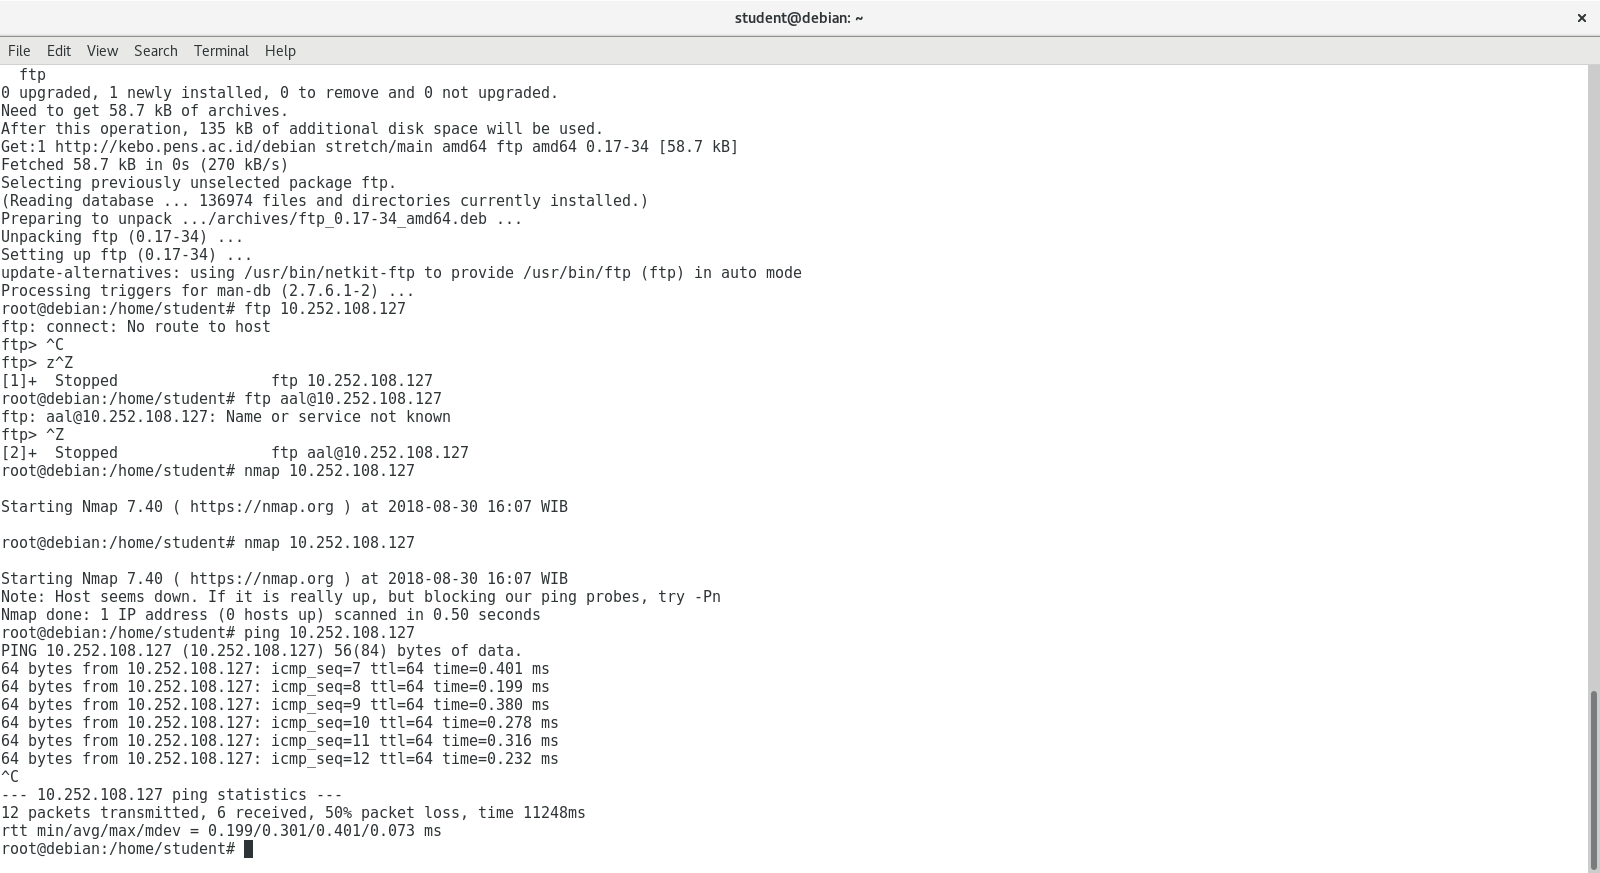 student@debian: ~
×
File Edit View Search Terminal Help
  ftp
0 upgraded, 1 newly installed, 0 to remove and 0 not upgraded.
Need to get 58.7 kB of archives.
After this operation, 135 kB of additional disk space will be used.
Get:1 http://kebo.pens.ac.id/debian stretch/main amd64 ftp amd64 0.17-34 [58.7 kB]
Fetched 58.7 kB in 0s (270 kB/s)
Selecting previously unselected package ftp.
(Reading database ... 136974 files and directories currently installed.)
Preparing to unpack .../archives/ftp_0.17-34_amd64.deb ...
Unpacking ftp (0.17-34) ...
Setting up ftp (0.17-34) ...
update-alternatives: using /usr/bin/netkit-ftp to provide /usr/bin/ftp (ftp) in auto mode
Processing triggers for man-db (2.7.6.1-2) ...
root@debian:/home/student# ftp 10.252.108.127
ftp: connect: No route to host
ftp> ^C
ftp> z^Z
[1]+  Stopped                 ftp 10.252.108.127
root@debian:/home/student# ftp aal@10.252.108.127
ftp: aal@10.252.108.127: Name or service not known
ftp> ^Z
[2]+  Stopped                 ftp aal@10.252.108.127
root@debian:/home/student# nmap 10.252.108.127
Starting Nmap 7.40 ( https://nmap.org ) at 2018-08-30 16:07 WIB
root@debian:/home/student# nmap 10.252.108.127
Starting Nmap 7.40 ( https://nmap.org ) at 2018-08-30 16:07 WIB
Note: Host seems down. If it is really up, but blocking our ping probes, try -Pn
Nmap done: 1 IP address (0 hosts up) scanned in 0.50 seconds
root@debian:/home/student# ping 10.252.108.127
PING 10.252.108.127 (10.252.108.127) 56(84) bytes of data.
64 bytes from 10.252.108.127: icmp_seq=7 ttl=64 time=0.401 ms
64 bytes from 10.252.108.127: icmp_seq=8 ttl=64 time=0.199 ms
64 bytes from 10.252.108.127: icmp_seq=9 ttl=64 time=0.380 ms
64 bytes from 10.252.108.127: icmp_seq=10 ttl=64 time=0.278 ms
64 bytes from 10.252.108.127: icmp_seq=11 ttl=64 time=0.316 ms
64 bytes from 10.252.108.127: icmp_seq=12 ttl=64 time=0.232 ms
^C
--- 10.252.108.127 ping statistics ---
12 packets transmitted, 6 received, 50% packet loss, time 11248ms
rtt min/avg/max/mdev = 0.199/0.301/0.401/0.073 ms
root@debian:/home/student#